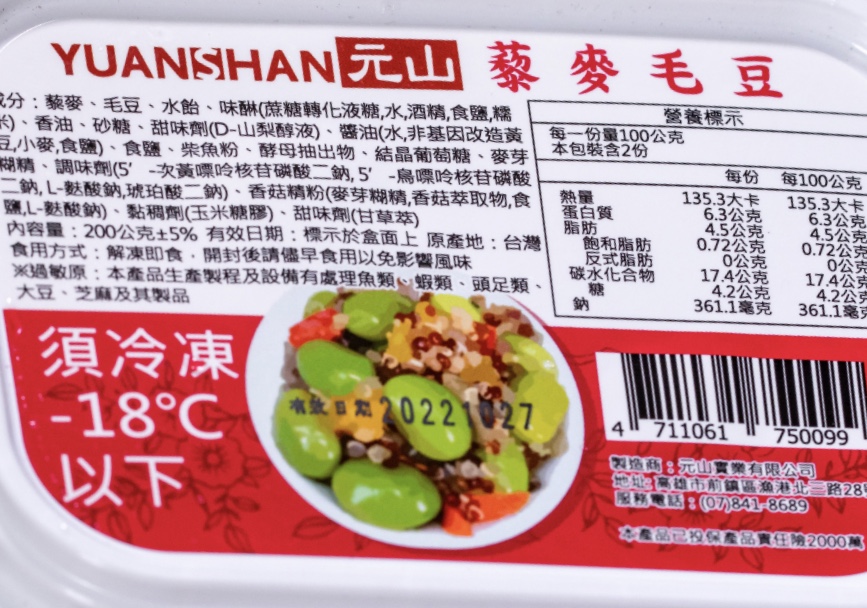 YUANSHAN元山 藜麥毛豆
成分：藜麥、毛豆、水飴、味醂(蔗糖轉化液糖,水,酒精,食鹽,糯
米)、香油、砂糖、甜味劑(D-山梨醇液)、醬油(水,非基因改造黃
豆,小麥,食鹽)、食鹽、柴魚粉、酵母抽出物、結晶葡萄糖、麥芽
糊精、調味劑(5′-次黃嘌呤核苷磷酸二鈉,5′-鳥嘌呤核苷磷酸
二鈉,L-麩酸鈉,琥珀酸二鈉)、香菇精粉(麥芽糊精,香菇萃取物,食
鹽,L-麩酸鈉)、黏稠劑(玉米糖膠)、甜味劑(甘草萃)
內容量：200公克±5% 有效日期：標示於盒面上 原產地：台灣
食用方式：解凍即食，開封後請儘早食用以免影響風味
※過敏原：本產品生產製程及設備有處理魚類、蝦類、頭足類、
大豆、芝麻及其製品
營養標示
每一份量100公克
本包裝含2份
每份 每100公克
熱量 135.3大卡 135.3大卡
蛋白質 6.3公克 6.3公克
脂肪 4.5公克 4.5公克
飽和脂肪 0.72公克 0.72公克
反式脂肪 0公克 0公克
碳水化合物 17.4公克 17.4公克
糖 4.2公克 4.2公克
鈉 361.1毫克 361.1毫克
須冷凍
-18℃
以下
有效日期 20221027
4 711061 750099
製造商：元山實業有限公司
地址：高雄市前鎮區漁港北三路28號
服務電話：(07)841-8689
本產品已投保產品責任險2000萬